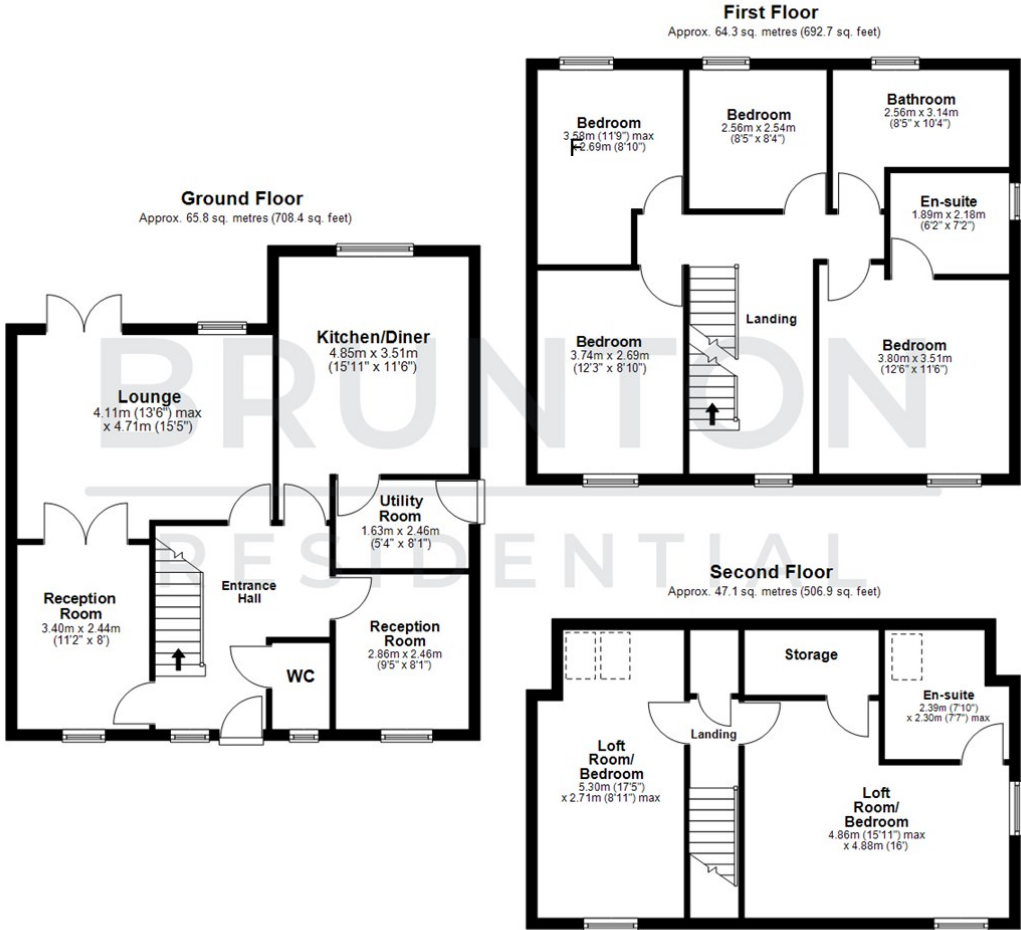 First Floor
Approx. 64.3 sq. metres (692.7 sq. feet)
Bedroom
3.58m (11'9") max
x 2.69m (8'10")
F
Bedroom
2.56m x 2.54m
(8'5" x 8'4")
Bathroom
2.56m x 3.14m
(8'5" x 10'4")
En-suite
1.89m x 2.18m
(6'2" x 7'2")
Bedroom
3.74m x 2.69m
(12'3" x 8'10")
Landing
Bedroom
3.80m x 3.51m
(12'6" x 11'6")
Ground Floor
Approx. 65.8 sq. metres (708.4 sq. feet)
Kitchen/Diner
4.85m x 3.51m
(15'11" x 11'6")
Lounge
4.11m (13'6") max
x 4.71m (15'5")
Utility
Room
1.63m x 2.46m
(5'4" x 8'1")
Entrance
Hall
Reception
Room
3.40m x 2.44m
(11'2" x 8')
Reception
Room
2.86m x 2.46m
(9'5" x 8'1")
WC
Second Floor
Approx. 47.1 sq. metres (506.9 sq. feet)
Storage
En-suite
2.39m (7'10")
x 2.30m (7'7") max
Landing
Loft
Room/
Bedroom
5.30m (17'5")
x 2.71m (8'11") max
Loft
Room/
Bedroom
4.86m (15'11") max
x 4.88m (16')
BRUNTON
RESIDENTIAL